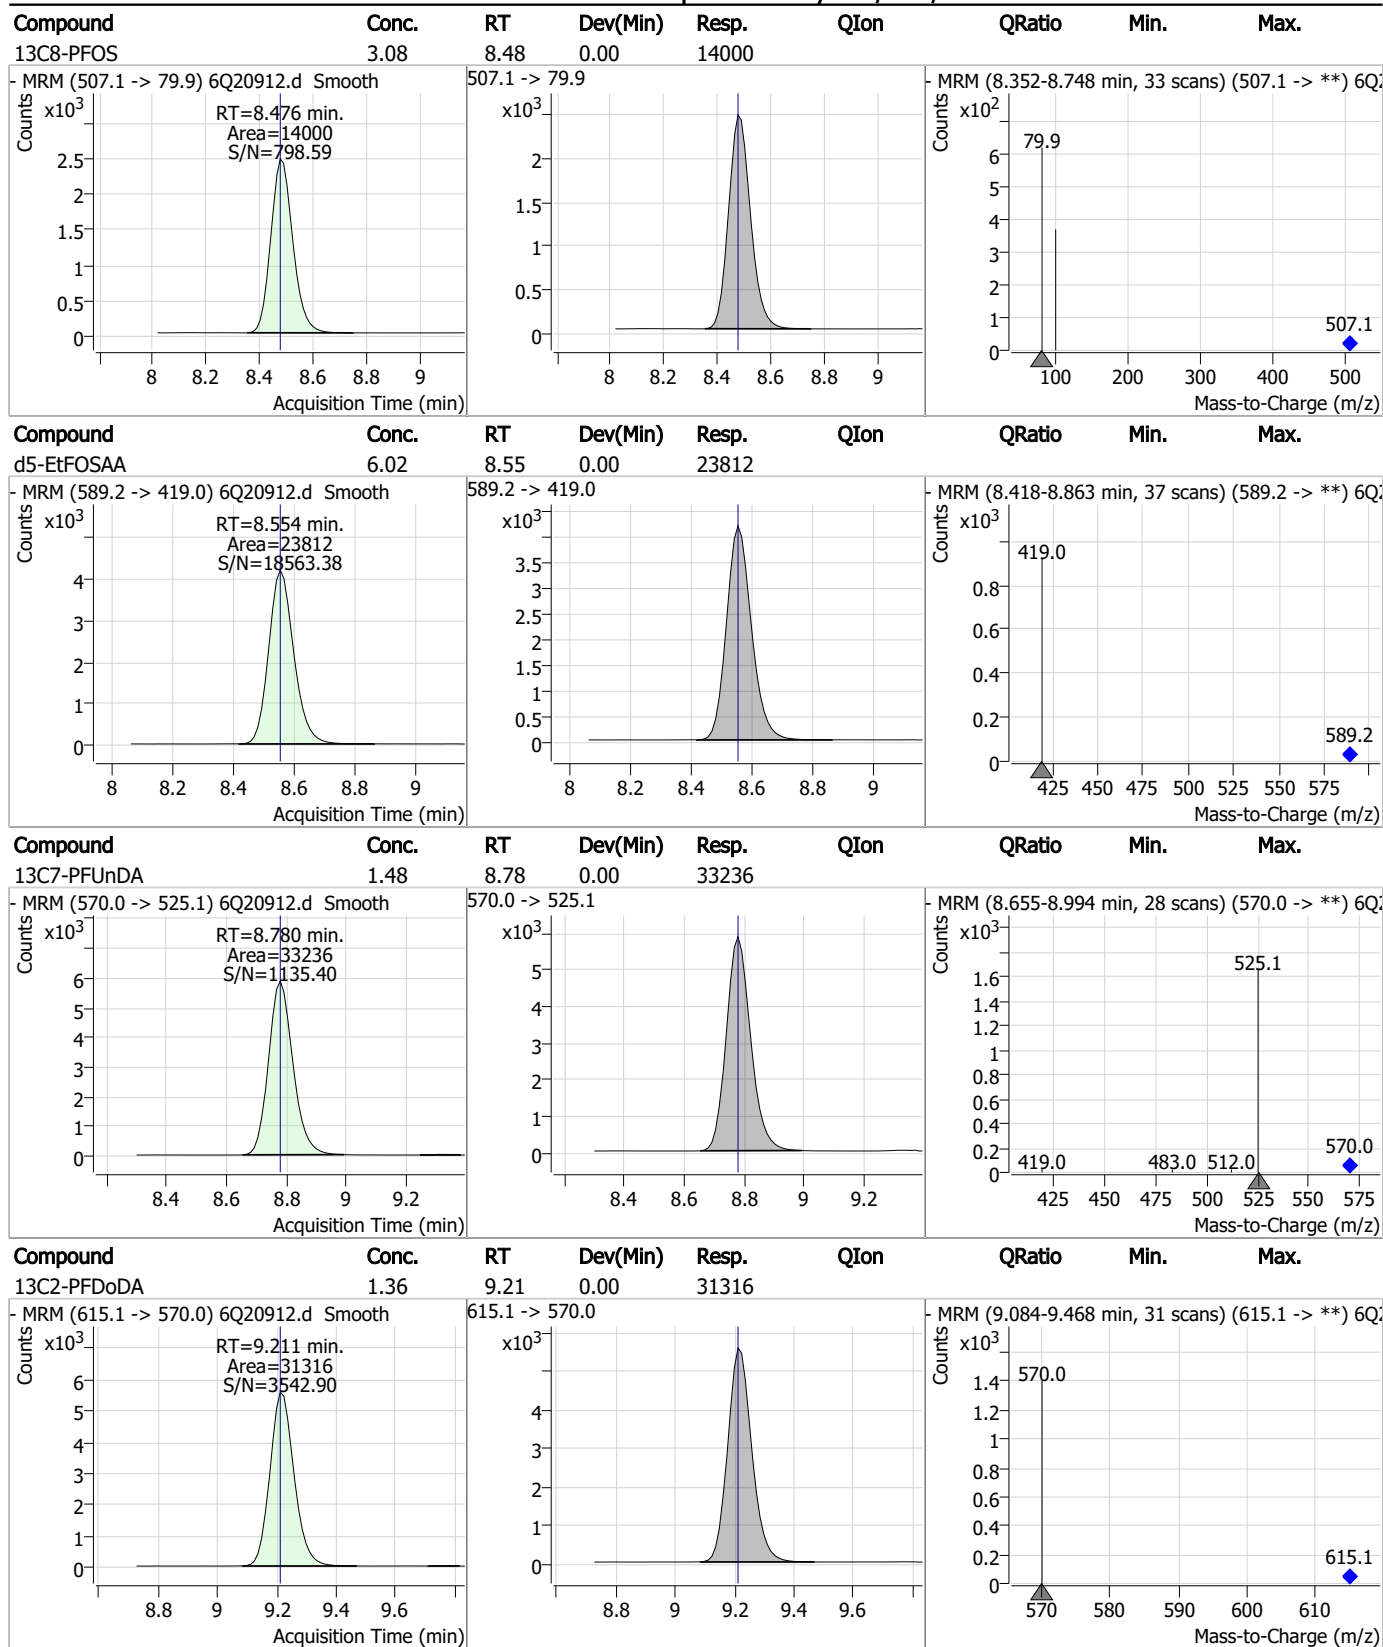 Compound Conc. RT Dev(Min) Resp. QIon QRatio Min. Max.
13C8-PFOS 3.08 8.48 0.00 14000
- MRM (507.1 -> 79.9) 6Q20912.d Smooth
Counts
x10³
RT=8.476 min.
Area=14000
S/N=798.59
2.5
2
1.5
1
0.5
0
8 8.2 8.4 8.6 8.8 9
Acquisition Time (min)
507.1 -> 79.9
x10³
2
1.5
1
0.5
0
8 8.2 8.4 8.6 8.8 9
- MRM (8.352-8.748 min, 33 scans) (507.1 -> **)
Counts
x10²
79.9
6
5
4
3
2
1
0
507.1
100 200 300 400 500
Mass-to-Charge (m/z)
Compound Conc. RT Dev(Min) Resp. QIon QRatio Min. Max.
d5-EtFOSAA 6.02 8.55 0.00 23812
- MRM (589.2 -> 419.0) 6Q20912.d Smooth
Counts
x10³
RT=8.554 min.
Area=23812
S/N=18563.38
4
3
2
1
0
8 8.2 8.4 8.6 8.8 9
Acquisition Time (min)
589.2 -> 419.0
x10³
3.5
3
2.5
2
1.5
1
0.5
0
8 8.2 8.4 8.6 8.8 9
- MRM (8.418-8.863 min, 37 scans) (589.2 -> **)
Counts
x10³
419.0
0.8
0.6
0.4
0.2
0
589.2
425 450 475 500 525 550 575
Mass-to-Charge (m/z)
Compound Conc. RT Dev(Min) Resp. QIon QRatio Min. Max.
13C7-PFUnDA 1.48 8.78 0.00 33236
- MRM (570.0 -> 525.1) 6Q20912.d Smooth
Counts
x10³
RT=8.780 min.
Area=33236
S/N=1135.40
6
5
4
3
2
1
0
8.4 8.6 8.8 9 9.2
Acquisition Time (min)
570.0 -> 525.1
x10³
5
4
3
2
1
0
8.4 8.6 8.8 9 9.2
- MRM (8.655-8.994 min, 28 scans) (570.0 -> **)
Counts
x10³
525.1
1.6
1.4
1.2
1
0.8
0.6
0.4
0.2
0
419.0 483.0 512.0 570.0
425 450 475 500 525 550 575
Mass-to-Charge (m/z)
Compound Conc. RT Dev(Min) Resp. QIon QRatio Min. Max.
13C2-PFDoDA 1.36 9.21 0.00 31316
- MRM (615.1 -> 570.0) 6Q20912.d Smooth
Counts
x10³
RT=9.211 min.
Area=31316
S/N=3542.90
6
5
4
3
2
1
0
8.8 9 9.2 9.4 9.6
Acquisition Time (min)
615.1 -> 570.0
x10³
4
3
2
1
0
8.8 9 9.2 9.4 9.6
- MRM (9.084-9.468 min, 31 scans) (615.1 -> **)
Counts
x10³
570.0
1.4
1.2
1
0.8
0.6
0.4
0.2
0
615.1
570 580 590 600 610
Mass-to-Charge (m/z)